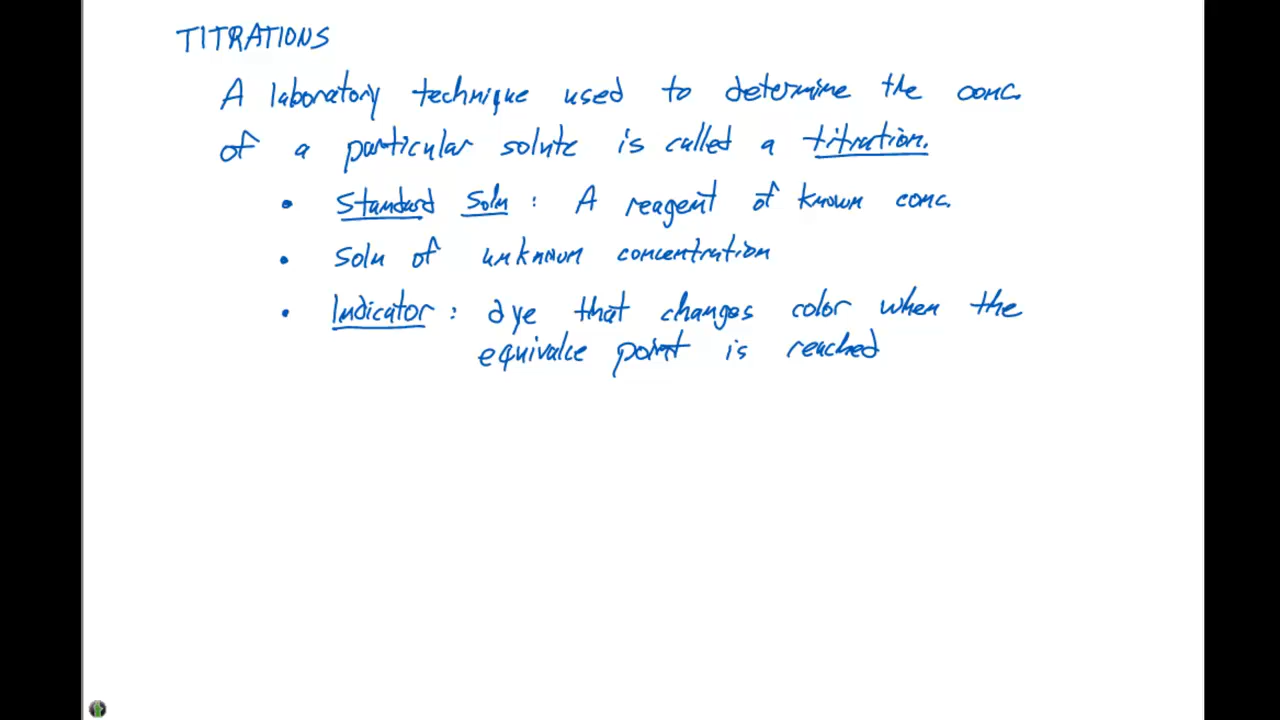 TITRATIONS
A laboratory technique used to determine the conc.
of a particular solute is called a titration.
• Standard Soln : A reagent of known conc.
• Soln of unknown concentration
• Indicator : dye that changes color when the
equivalce point is reached